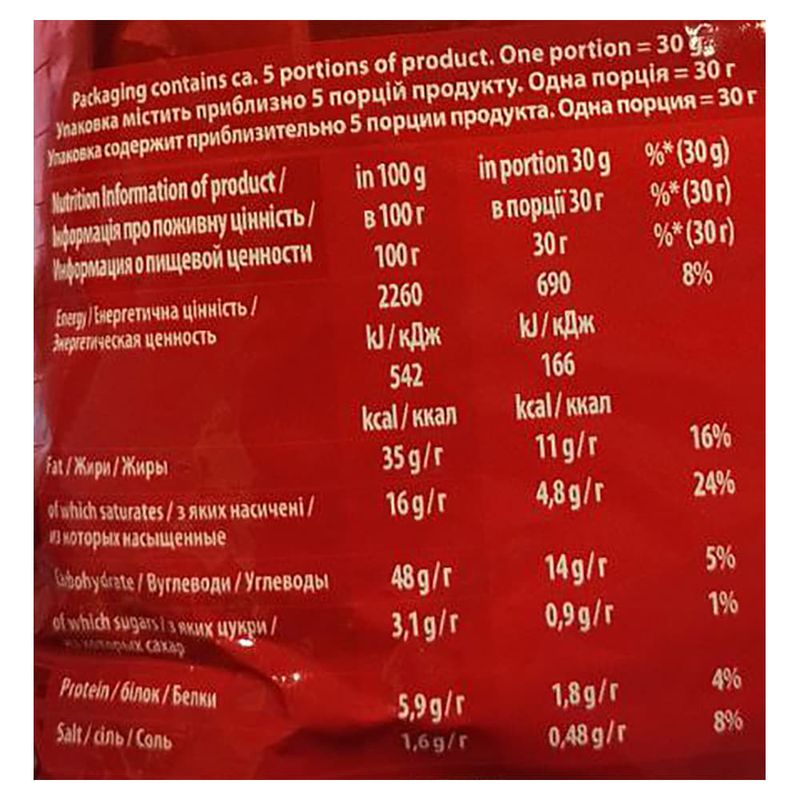 Packaging contains ca. 5 portions of product. One portion = 30 g.
Упаковка містить приблизно 5 порцій продукту. Одна порція = 30 г
Упаковка содержит приблизительно 5 порции продукта. Одна порция = 30 г
Nutrition Information of product / in 100 g in portion 30 g %* (30 g)
Інформація про поживну цінність / в 100 г в порції 30 г %* (30 г)
Информация о пищевой ценности 100 г 30 г %* (30 г)
Energy / Енергетична цінність / 2260 690 8%
Энергетическая ценность kJ / кДж kJ / кДж
542 166
kcal / ккал kcal / ккал
Fat / Жири / Жиры 35 g/г 11 g/г 16%
of which saturates / з яких насичені / 16 g/г 4,8 g/г 24%
из которых насыщенные
Carbohydrate / Вуглеводи / Углеводы 48 g/г 14 g/г 5%
of which sugars / з яких цукри / 3,1 g/г 0,9 g/г 1%
из которых сахар
Protein / білок / Белки 5,9 g/г 1,8 g/г 4%
Salt / сіль / Соль 1,6 g/г 0,48 g/г 8%